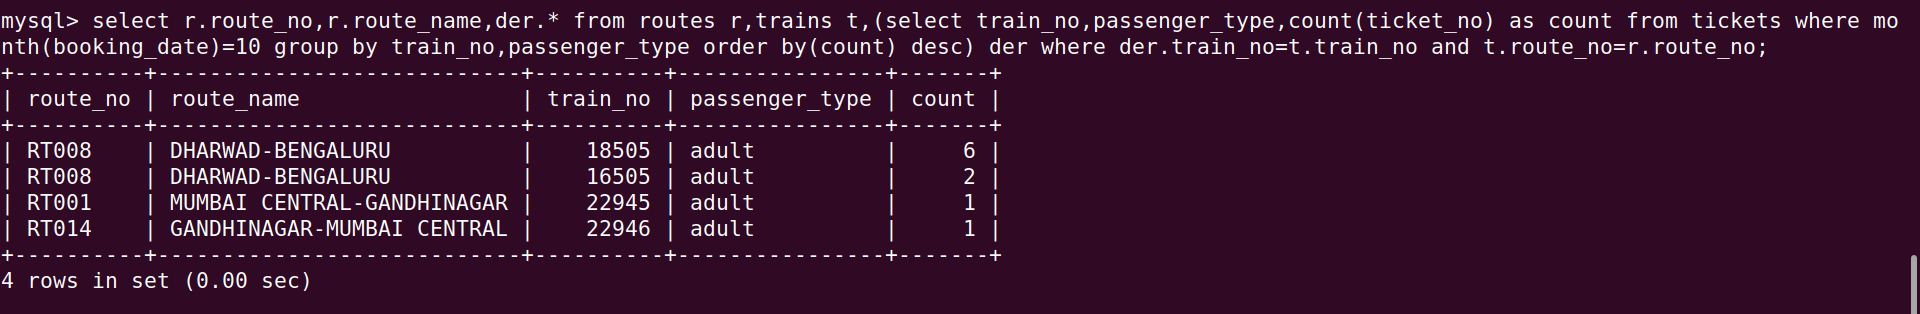 mysql> select r.route_no,r.route_name,der.* from routes r,trains t,(select train_no,passenger_type,count(ticket_no) as count from tickets where mo
nth(booking_date)=10 group by train_no,passenger_type order by(count) desc) der where der.train_no=t.train_no and t.route_no=r.route_no;
+----------+----------------------------+----------+----------------+-------+
| route_no | route_name                 | train_no | passenger_type | count |
+----------+----------------------------+----------+----------------+-------+
| RT008    | DHARWAD-BENGALURU          |    18505 | adult          |     6 |
| RT008    | DHARWAD-BENGALURU          |    16505 | adult          |     2 |
| RT001    | MUMBAI CENTRAL-GANDHINAGAR |    22945 | adult          |     1 |
| RT014    | GANDHINAGAR-MUMBAI CENTRAL |    22946 | adult          |     1 |
+----------+----------------------------+----------+----------------+-------+
4 rows in set (0.00 sec)